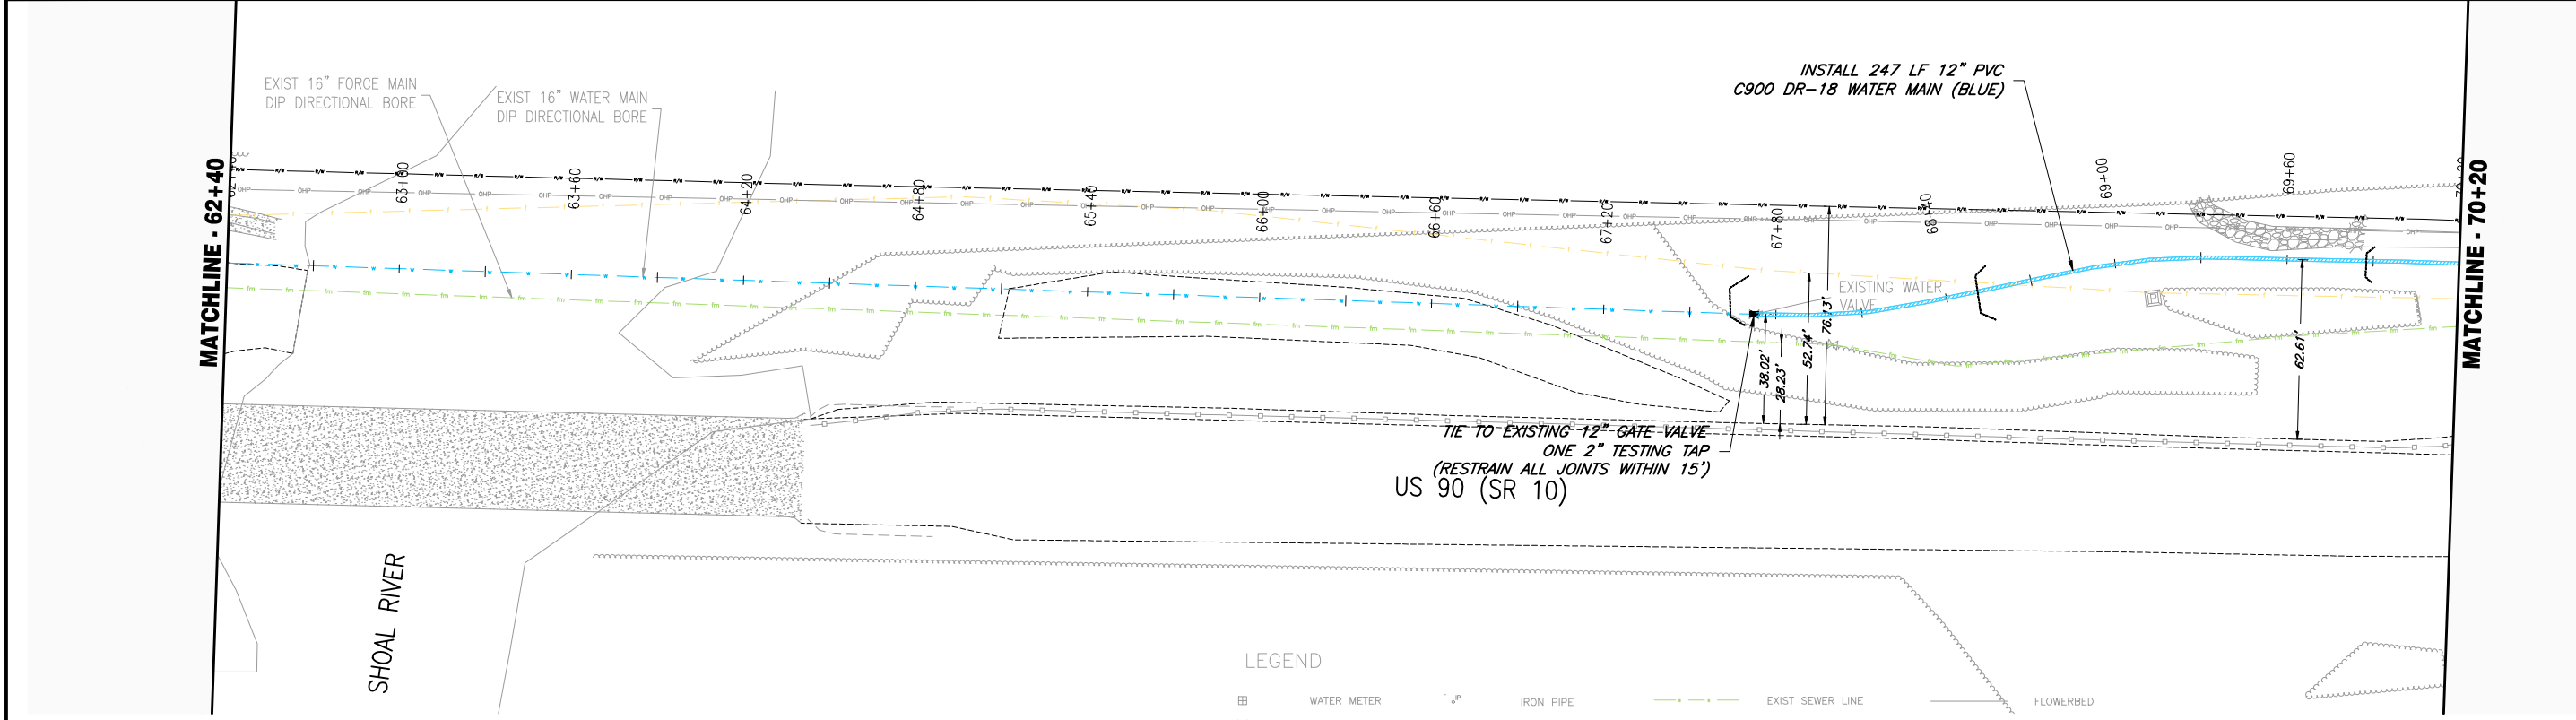 EXIST 16" FORCE MAIN
DIP DIRECTIONAL BORE
EXIST 16" WATER MAIN
DIP DIRECTIONAL BORE
INSTALL 247 LF 12" PVC
C900 DR-18 WATER MAIN (BLUE)
MATCHLINE - 62+40
63+00
63+60
64+20
64+80
65+40
66+00
66+60
67+20
67+80
68+40
69+00
69+60
MATCHLINE - 70+20
EXISTING WATER
VALVE
38.02'
28.23'
52.74'
76.13'
62.61'
TIE TO EXISTING 12" GATE VALVE
ONE 2" TESTING TAP
(RESTRAIN ALL JOINTS WITHIN 15')
US 90 (SR 10)
SHOAL RIVER
LEGEND
WATER METER
IP
IRON PIPE
EXIST SEWER LINE
FLOWERBED